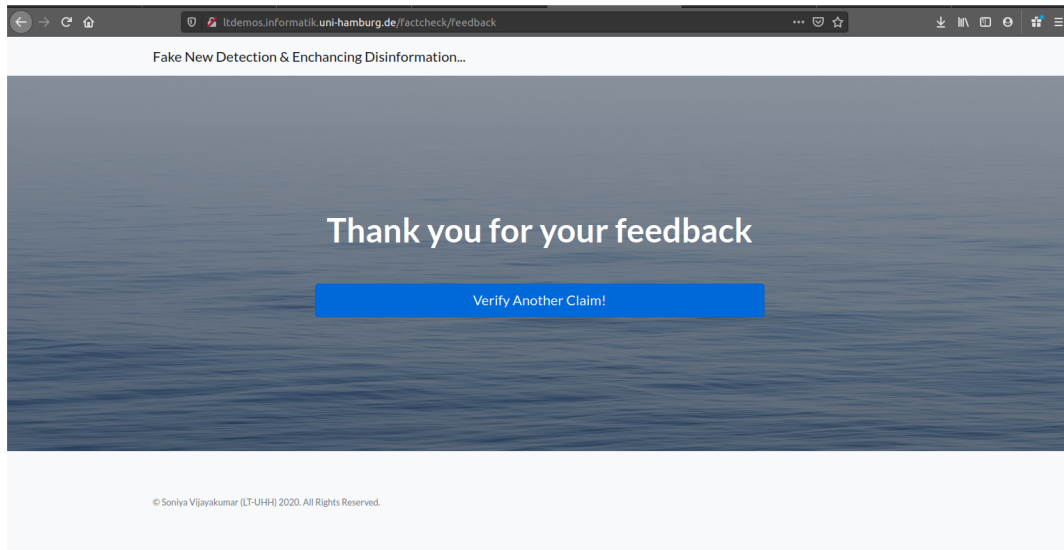 ltdemos.informatik.uni-hamburg.de/factcheck/feedback
Fake New Detection & Enchancing Disinformation...
Thank you for your feedback
Verify Another Claim!
© Soniya Vijayakumar (LT-UHH) 2020. All Rights Reserved.